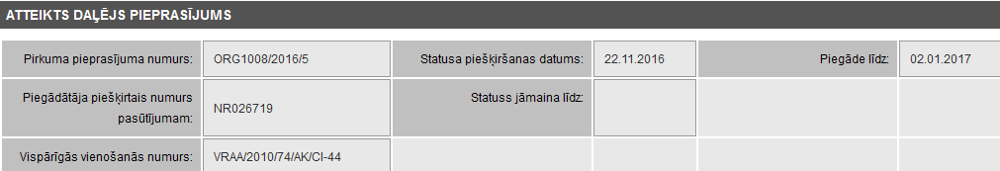 ATTEIKTS DAĻĒJS PIEPRASĪJUMS
Pirkuma pieprasījuma numurs: ORG1008/2016/5 Statusa piešķiršanas datums: 22.11.2016 Piegāde līdz: 02.01.2017
Piegādātāja piešķirtais numurs
pasūtījumam: NR026719 Statuss jāmaina līdz:
Vispārīgās vienošanās numurs: VRAA/2010/74/AK/CI-44